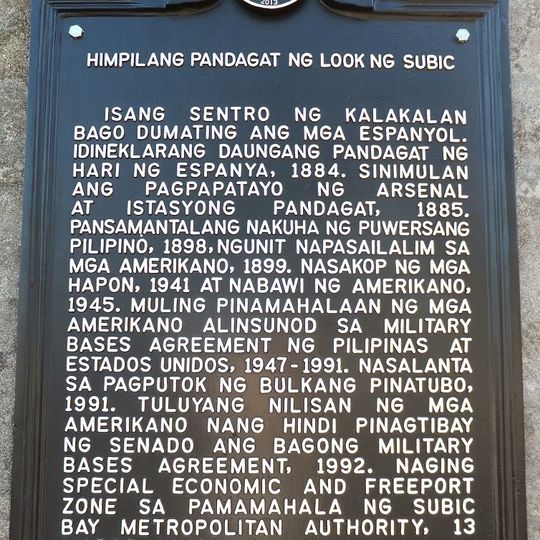 2013
HIMPILANG PANDAGAT NG LOOK NG SUBIC
ISANG SENTRO NG KALAKALAN
BAGO DUMATING ANG MGA ESPANYOL.
IDINEKLARANG DAUNGANG PANDAGAT NG
HARI NG ESPANYA, 1884. SINIMULAN
ANG PAGPAPATAYO NG ARSENAL
AT ISTASYONG PANDAGAT, 1885.
PANSAMANTALANG NAKUHA NG PUWERSANG
PILIPINO, 1898, NGUNIT NAPASAILALIM SA
MGA AMERIKANO, 1899. NASAKOP NG MGA
HAPON, 1941 AT NABAWI NG AMERIKANO,
1945. MULING PINAMAHALAAN NG MGA
AMERIKANO ALINSUNOD SA MILITARY
BASES AGREEMENT NG PILIPINAS AT
ESTADOS UNIDOS, 1947-1991. NASALANTA
SA PAGPUTOK NG BULKANG PINATUBO,
1991. TULUYANG NILISAN NG MGA
AMERIKANO NANG HINDI PINAGTIBAY
NG SENADO ANG BAGONG MILITARY
BASES AGREEMENT, 1992. NAGING
SPECIAL ECONOMIC AND FREEPORT
ZONE SA PAMAMAHALA NG SUBIC
BAY METROPOLITAN AUTHORITY, 13